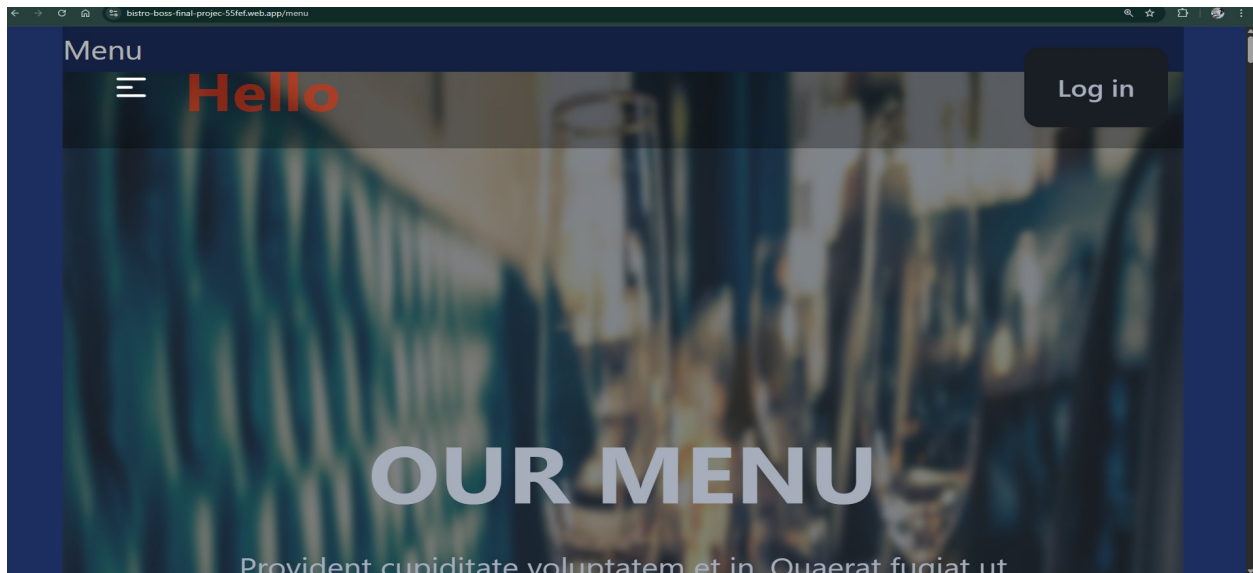 bistro-boss-final-projec-55fef.web.app/menu
Menu
Hello
Log in
OUR MENU
Provident cupiditate voluptatem et in. Quaerat fugiat ut